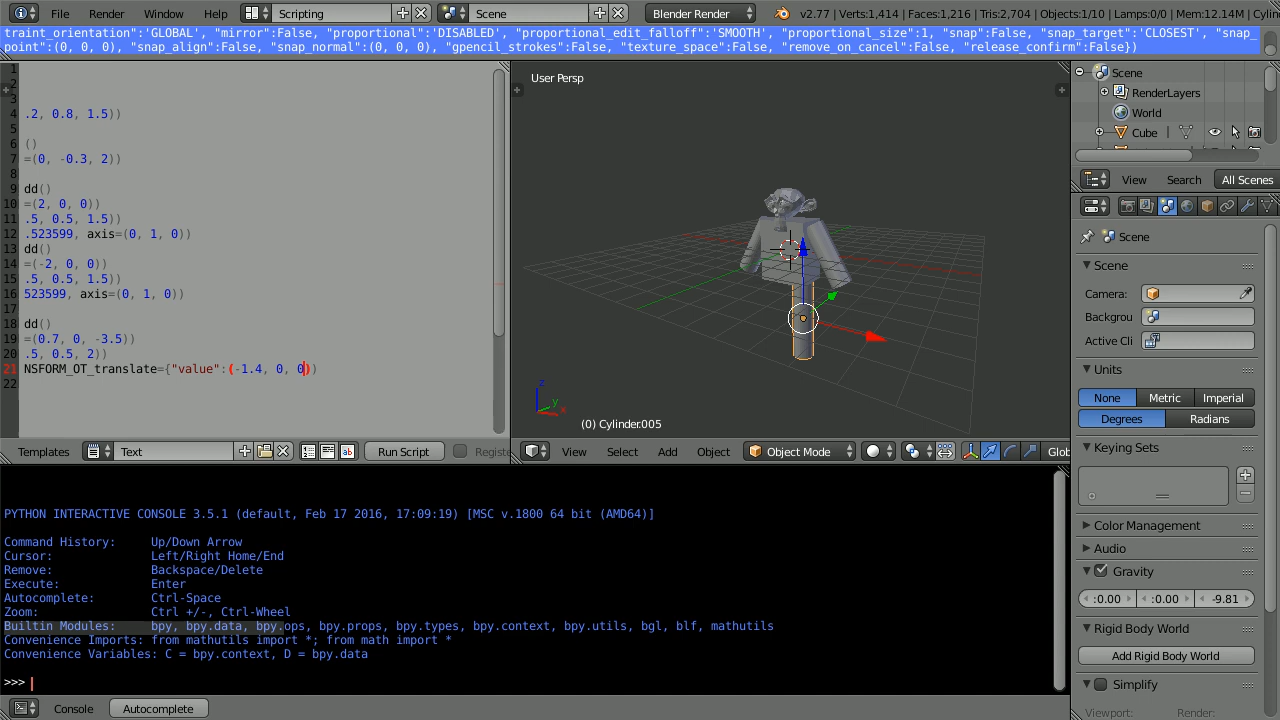 File Render Window Help Scripting Scene Blender Render v2.77 | Verts:1,414 | Faces:1,216 | Tris:2,704 | Objects:1/10 | Lamps:0/0 | Mem:12.14M | Cylin
traint_orientation":'GLOBAL', "mirror":False, "proportional":'DISABLED', "proportional_edit_falloff":'SMOOTH', "proportional_size":1, "snap":False, "snap_target":'CLOSEST', "snap_
point":(0, 0, 0), "snap_align":False, "snap_normal":(0, 0, 0), "gpencil_strokes":False, "texture_space":False, "remove_on_cancel":False, "release_confirm":False})
1
2
3
4 .2, 0.8, 1.5))
5
6 ()
7 =(0, -0.3, 2))
8
9 dd()
10 =(2, 0, 0))
11 .5, 0.5, 1.5))
12 .523599, axis=(0, 1, 0))
13 dd()
14 =(-2, 0, 0))
15 .5, 0.5, 1.5))
16 523599, axis=(0, 1, 0))
17
18 dd()
19 =(0.7, 0, -3.5))
20 .5, 0.5, 2))
21 NSFORM_OT_translate={"value":(-1.4, 0, 0))
22
Templates Text Run Script Registe
User Persp
z
y
x
(0) Cylinder.005
View Select Add Object Object Mode Glob
PYTHON INTERACTIVE CONSOLE 3.5.1 (default, Feb 17 2016, 17:09:19) [MSC v.1800 64 bit (AMD64)]
Command History: Up/Down Arrow
Cursor: Left/Right Home/End
Remove: Backspace/Delete
Execute: Enter
Autocomplete: Ctrl-Space
Zoom: Ctrl +/-, Ctrl-Wheel
Builtin Modules: bpy, bpy.data, bpy.ops, bpy.props, bpy.types, bpy.context, bpy.utils, bgl, blf, mathutils
Convenience Imports: from mathutils import *; from math import *
Convenience Variables: C = bpy.context, D = bpy.data
>>>
Console Autocomplete
Scene
RenderLayers
World
Cube
View Search All Scenes
Scene
Scene
Camera:
Backgrou
Active Cli
Units
None Metric Imperial
Degrees Radians
Keying Sets
Color Management
Audio
Gravity
:0.00 :0.00 -9.81
Rigid Body World
Add Rigid Body World
Simplify
Viewport: Render: